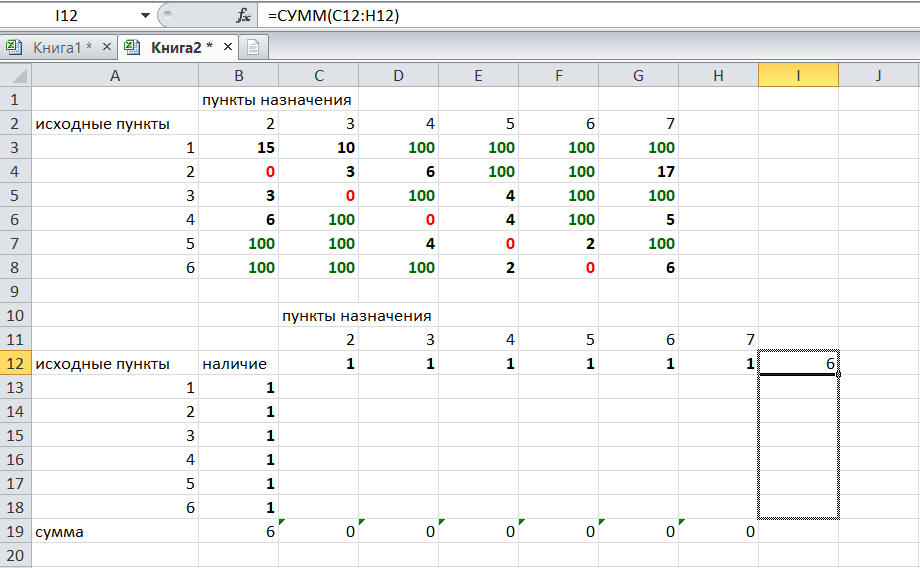 I12 fx =СУММ(C12:H12)
Книга1 * Книга2 *
A B C D E F G H I J
1 пункты назначения
2 исходные пункты 2 3 4 5 6 7
3 1 15 10 100 100 100 100
4 2 0 3 6 100 100 17
5 3 3 0 100 4 100 100
6 4 6 100 0 4 100 5
7 5 100 100 4 0 2 100
8 6 100 100 100 2 0 6
9
10 пункты назначения
11 2 3 4 5 6 7
12 исходные пункты наличие 1 1 1 1 1 1 6
13 1 1
14 2 1
15 3 1
16 4 1
17 5 1
18 6 1
19 сумма 6 0 0 0 0 0 0
20